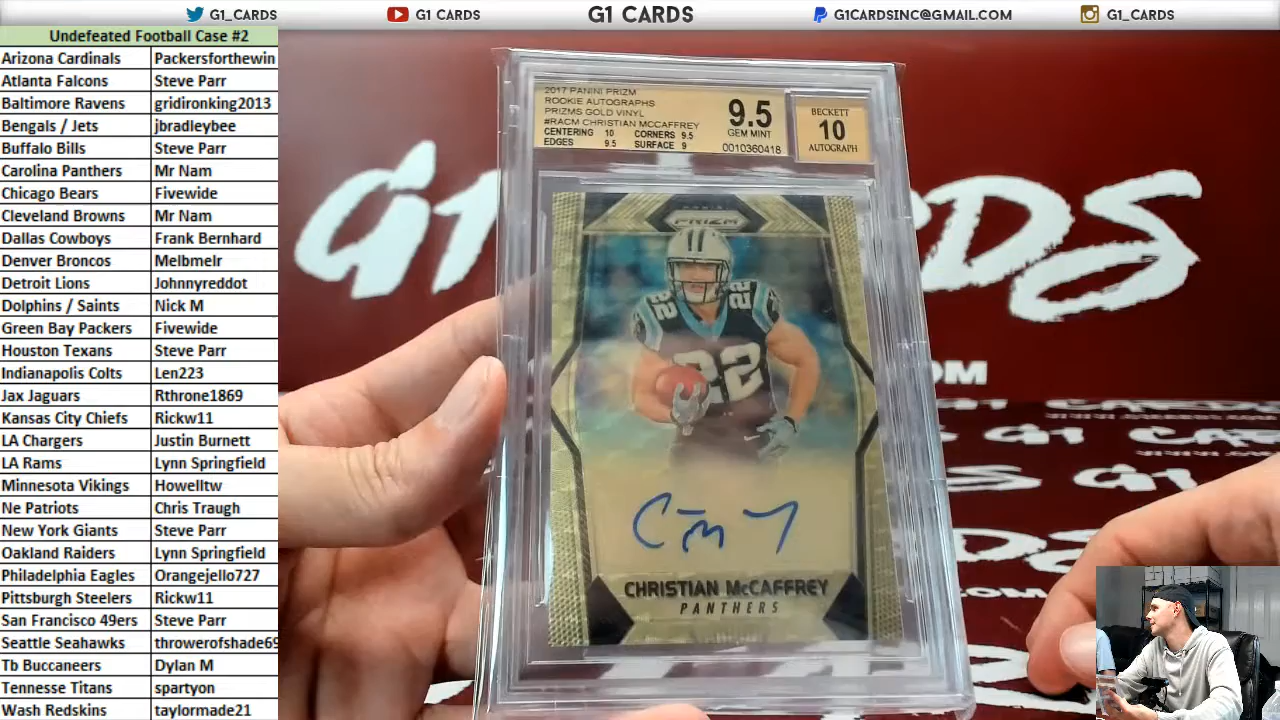 G1_CARDS
G1 CARDS
G1 CARDS
G1CARDSINC@GMAIL.COM
G1_CARDS
Undefeated Football Case #2
Arizona Cardinals Packersforthewin
Atlanta Falcons Steve Parr
Baltimore Ravens gridironking2013
Bengals / Jets jbradleybee
Buffalo Bills Steve Parr
Carolina Panthers Mr Nam
Chicago Bears Fivewide
Cleveland Browns Mr Nam
Dallas Cowboys Frank Bernhard
Denver Broncos Melbmelr
Detroit Lions Johnnyreddot
Dolphins / Saints Nick M
Green Bay Packers Fivewide
Houston Texans Steve Parr
Indianapolis Colts Len223
Jax Jaguars Rthrone1869
Kansas City Chiefs Rickw11
LA Chargers Justin Burnett
LA Rams Lynn Springfield
Minnesota Vikings Howelltw
Ne Patriots Chris Traugh
New York Giants Steve Parr
Oakland Raiders Lynn Springfield
Philadelphia Eagles Orangejello727
Pittsburgh Steelers Rickw11
San Francisco 49ers Steve Parr
Seattle Seahawks throwerofshade69
Tb Buccaneers Dylan M
Tennesse Titans spartyon
Wash Redskins taylormade21
2017 PANINI PRIZM
ROOKIE AUTOGRAPHS
PRIZMS GOLD VINYL
#RACM CHRISTIAN MCCAFFREY
CENTERING 10 CORNERS 9.5
EDGES 9.5 SURFACE 9
9.5
GEM MINT
0010360418
BECKETT
10
AUTOGRAPH
PANINI
PRIZM
22
22
22
CHRISTIAN McCAFFREY
PANTHERS